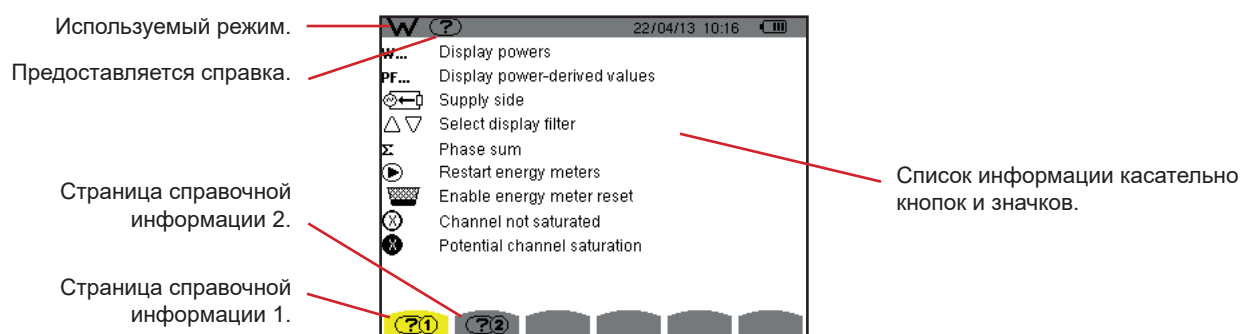 Используемый режим.
Предоставляется справка.
W ? 22/04/13 10:16
W... Display powers
PF... Display power-derived values
Supply side
Select display filter
Σ Phase sum
Restart energy meters
Enable energy meter reset
X Channel not saturated
X Potential channel saturation
Страница справочной
информации 2.
Страница справочной
информации 1.
Список информации касательно
кнопок и значков.
?1 ?2